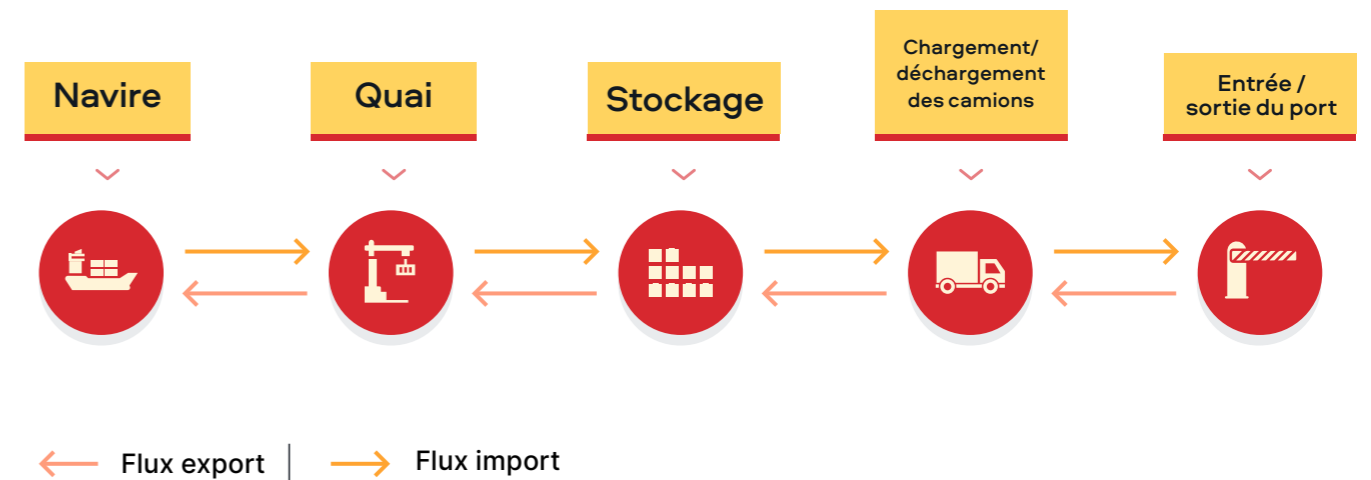 Navire
Quai
Stockage
Chargement/
déchargement
des camions
Entrée /
sortie du port
Flux export
Flux import